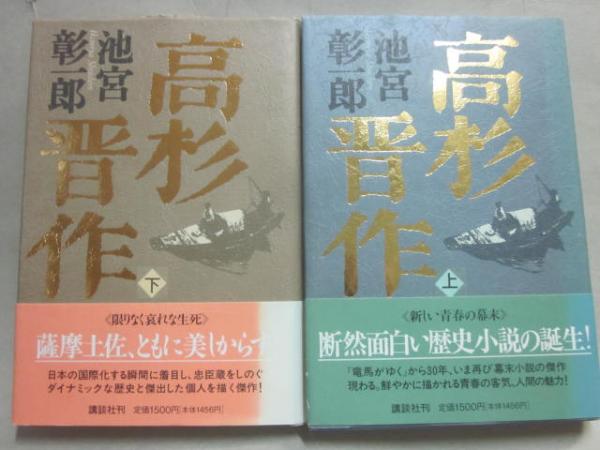 高杉
晋作
池宮
彰一郎
下
《限りなく哀れな生死》
薩摩土佐、ともに美しからず
日本の国際化する瞬間に着目し、忠臣蔵をしのぐ
ダイナミックな歴史と傑出した個人を描く傑作!
講談社刊 定価1500円[本体1456円]
高杉
晋作
池宮
彰一郎
上
《新しい青春の幕末》
断然面白い歴史小説の誕生!
「竜馬がゆく」から30年、いま再び幕末小説の傑作
現わる。鮮やかに描かれる青春の客気、人間の魅力!
講談社刊 定価1500円[本体1456円]